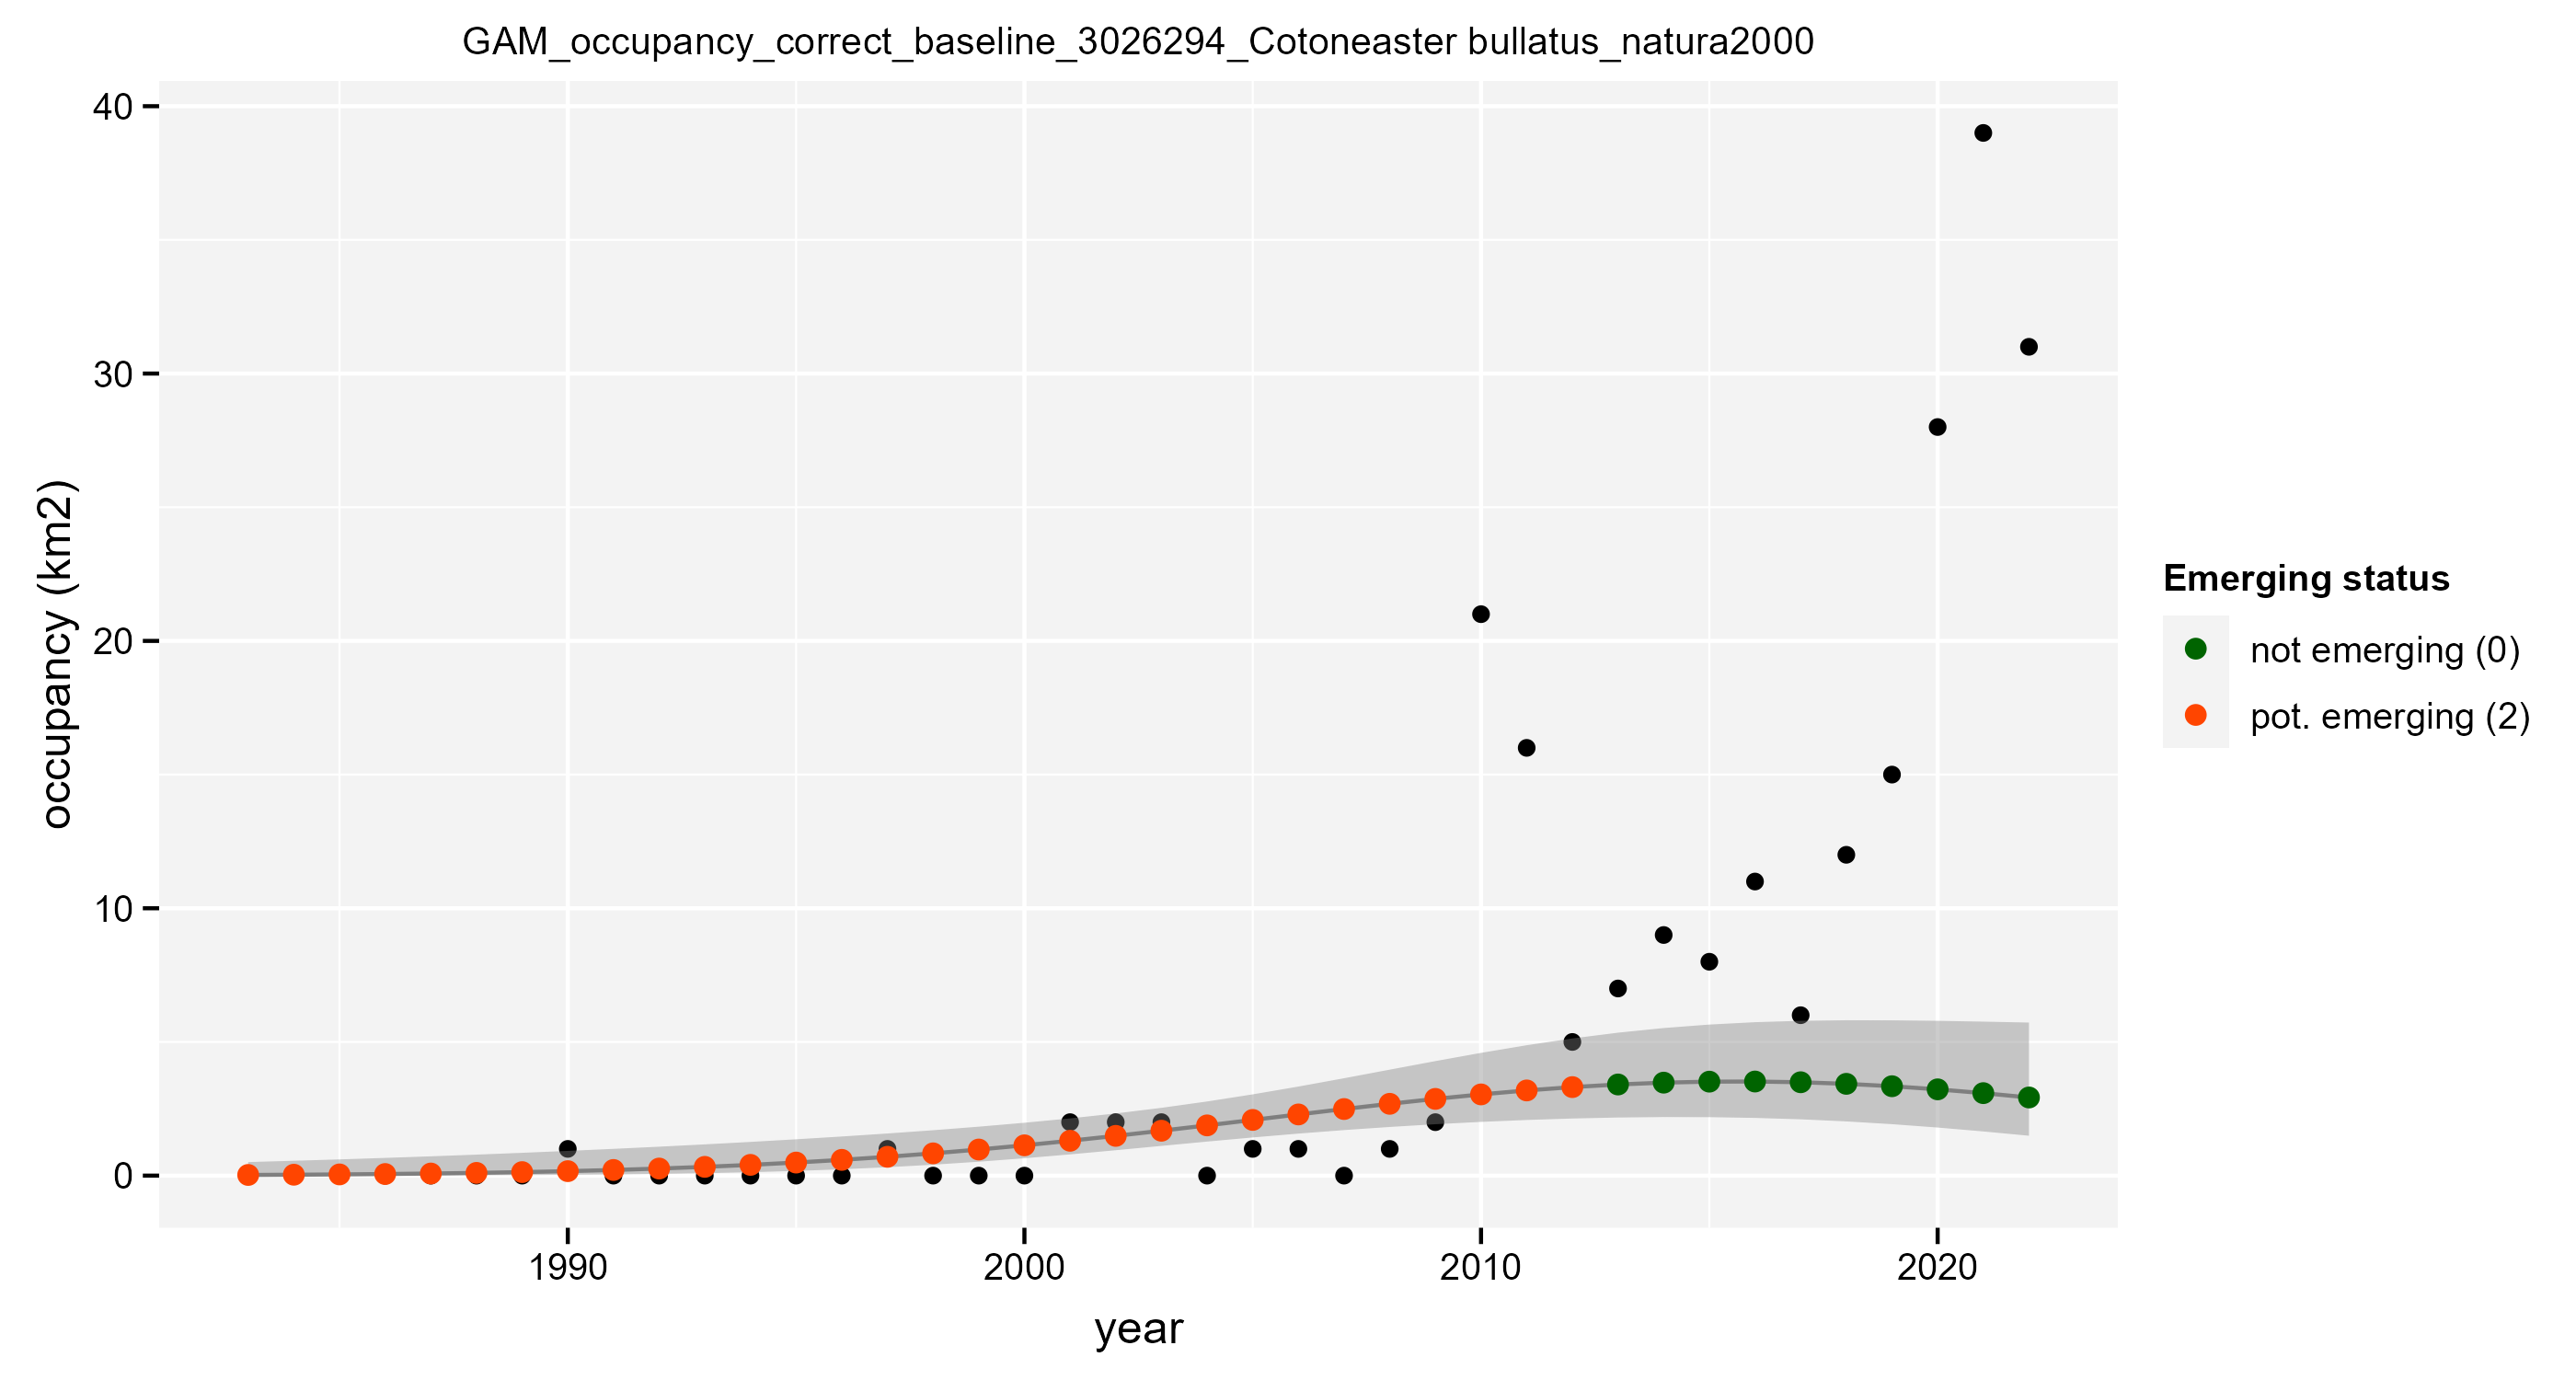 GAM_occupancy_correct_baseline_3026294_Cotoneaster bullatus_natura2000
40
30
20
10
0
occupancy (km2)
1990 2000 2010 2020
year
Emerging status
not emerging (0)
pot. emerging (2)